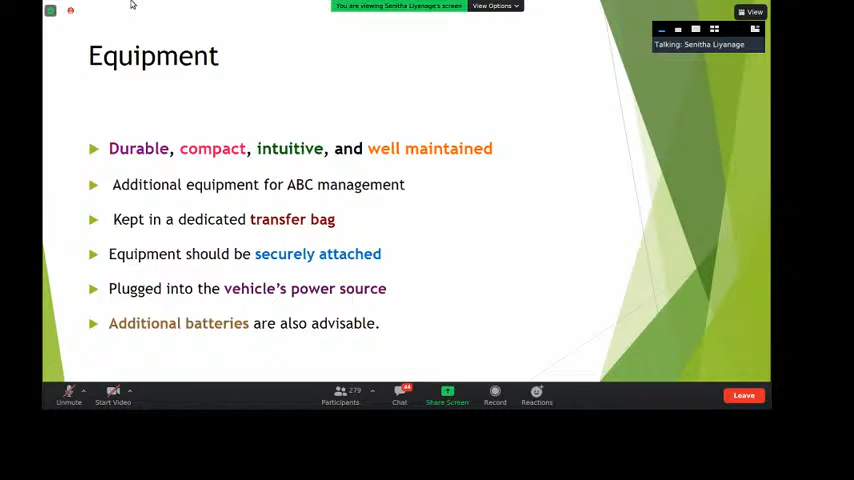 You are viewing Senitha Liyanage's screen
View Options
View
Talking: Senitha Liyanage
Equipment
Durable, compact, intuitive, and well maintained
Additional equipment for ABC management
Kept in a dedicated transfer bag
Equipment should be securely attached
Plugged into the vehicle's power source
Additional batteries are also advisable.
Unmute
Start Video
279
Participants
44
Chat
Share Screen
Record
Reactions
Leave